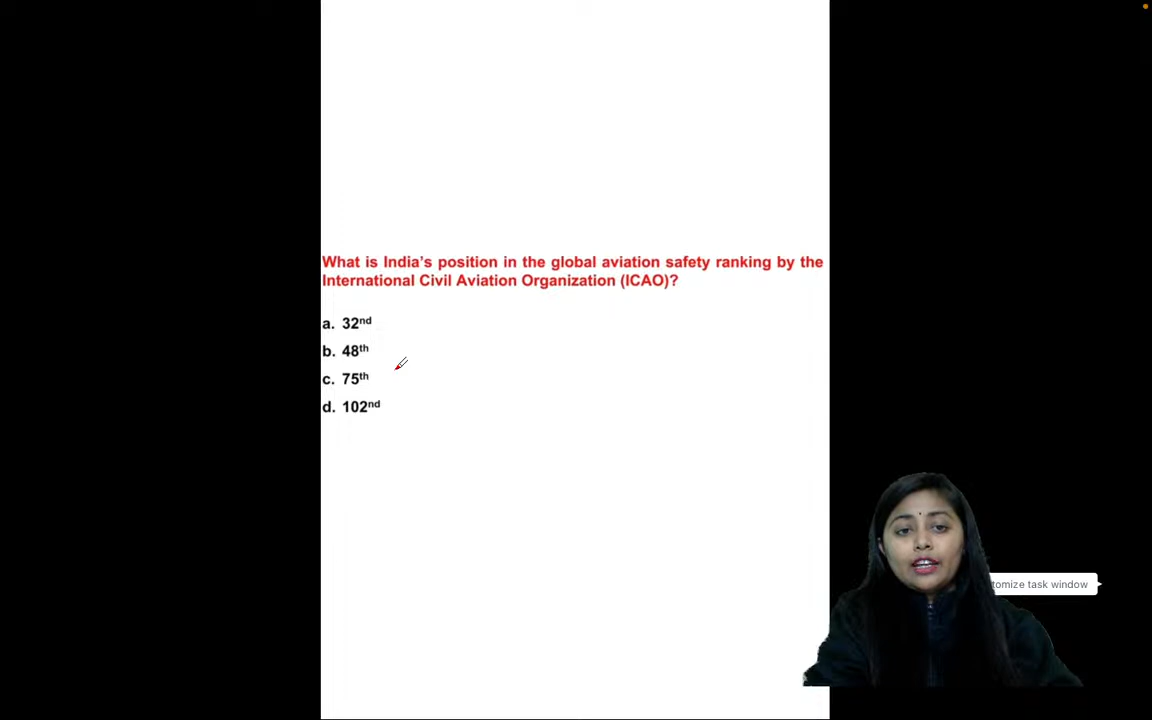 What is India's position in the global aviation safety ranking by the
International Civil Aviation Organization (ICAO)?
a. 32nd
b. 48th
c. 75th
d. 102nd
tomize task window